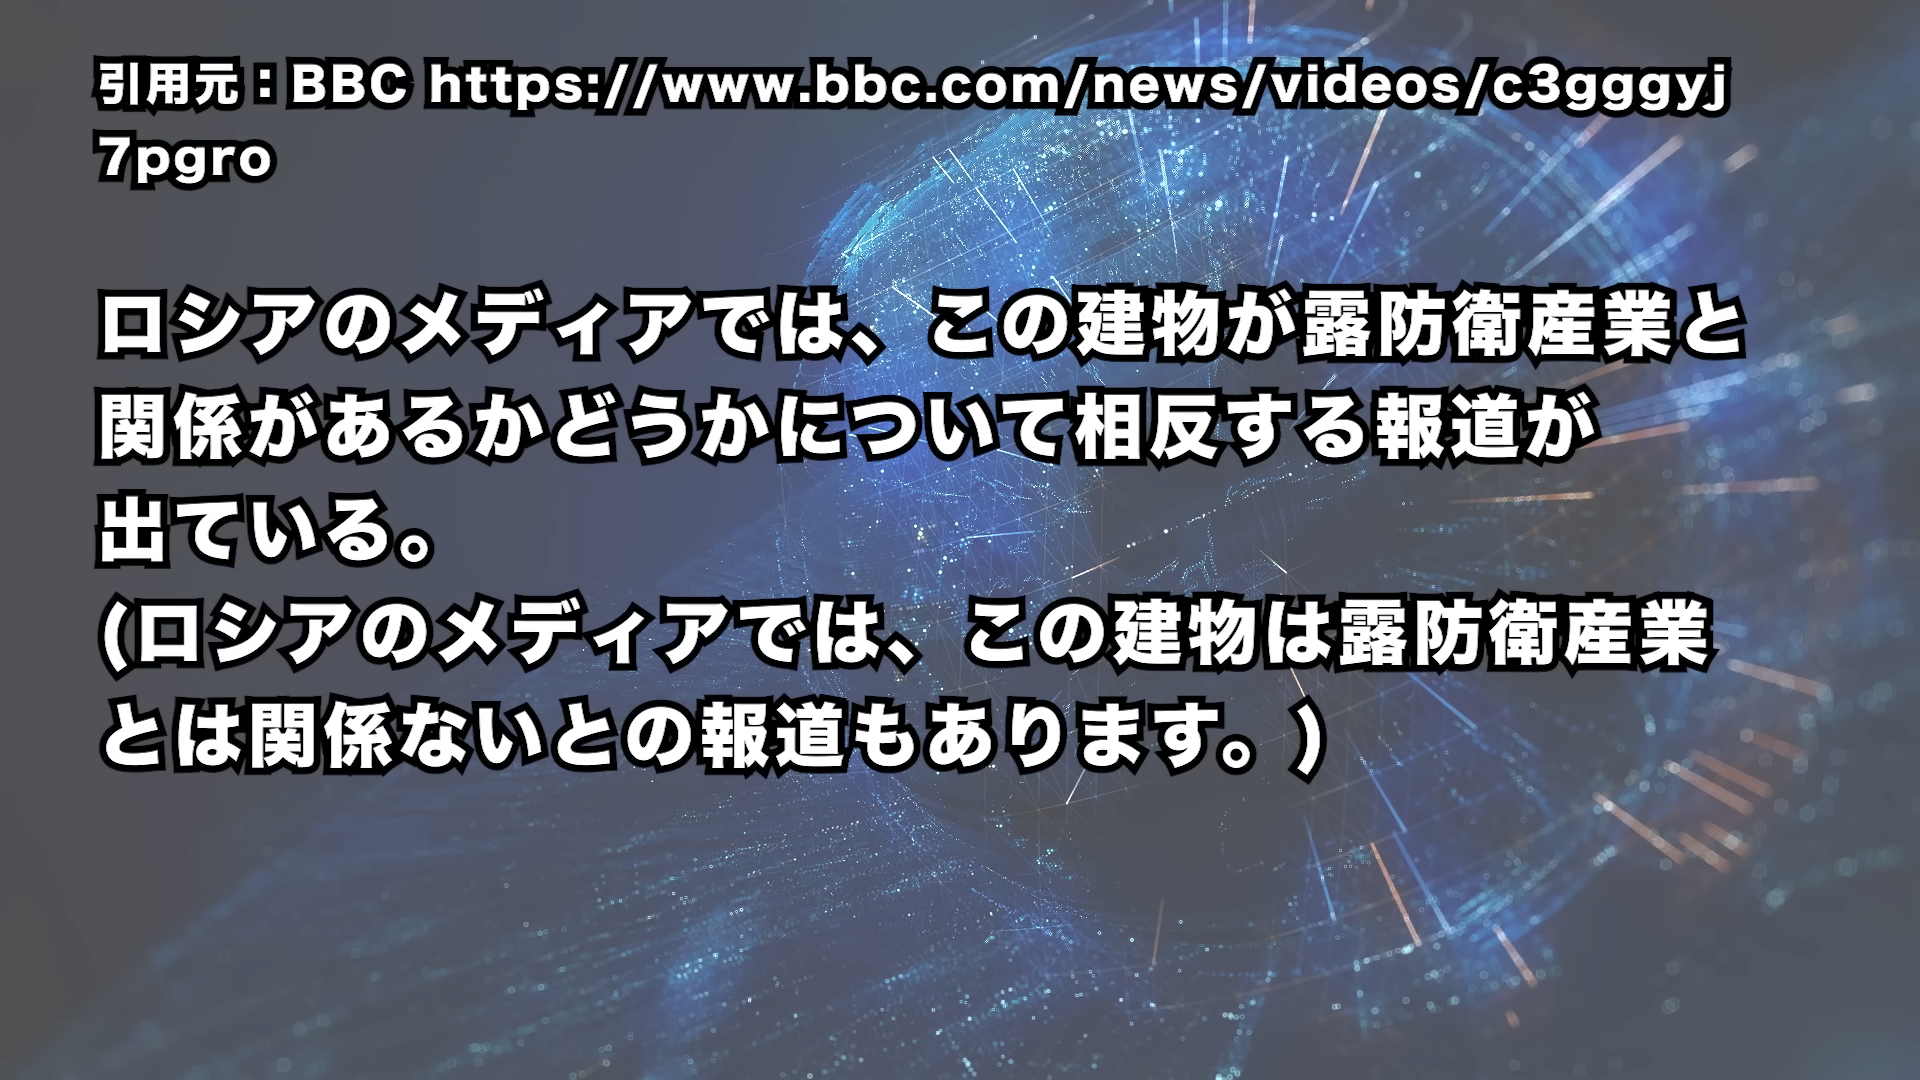 引用元：BBC https://www.bbc.com/news/videos/c3gggyj
7pgro
ロシアのメディアでは、この建物が露防衛産業と
関係があるかどうかについて相反する報道が
出ている。
(ロシアのメディアでは、この建物は露防衛産業
とは関係ないとの報道もあります。)